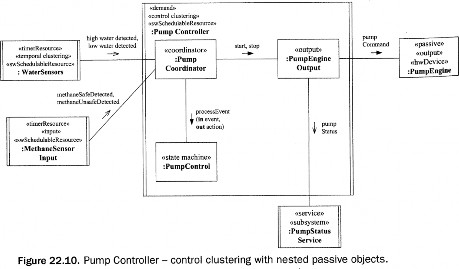 «demand»
«control clustering»
«swSchedulableResource»
: Pump Controller
high water detected,
low water detected
«timerResource»
«temporal clustering»
«swSchedulableResource»
: WaterSensors
«coordinator»
:Pump
Coordinator
start, stop
«output»
:PumpEngine
Output
pump
Command
«passive»
«output»
«hwDevice»
:PumpEngine
methaneSafeDetected,
methaneUnsafeDetected
«timerResource»
«input»
«swSchedulableResource»
:MethaneSensor
Input
processEvent
(in event,
out action)
pump
Status
«state machine»
:PumpControl
«service»
«subsystem»
:PumpStatus
Service
Figure 22.10. Pump Controller – control clustering with nested passive objects.